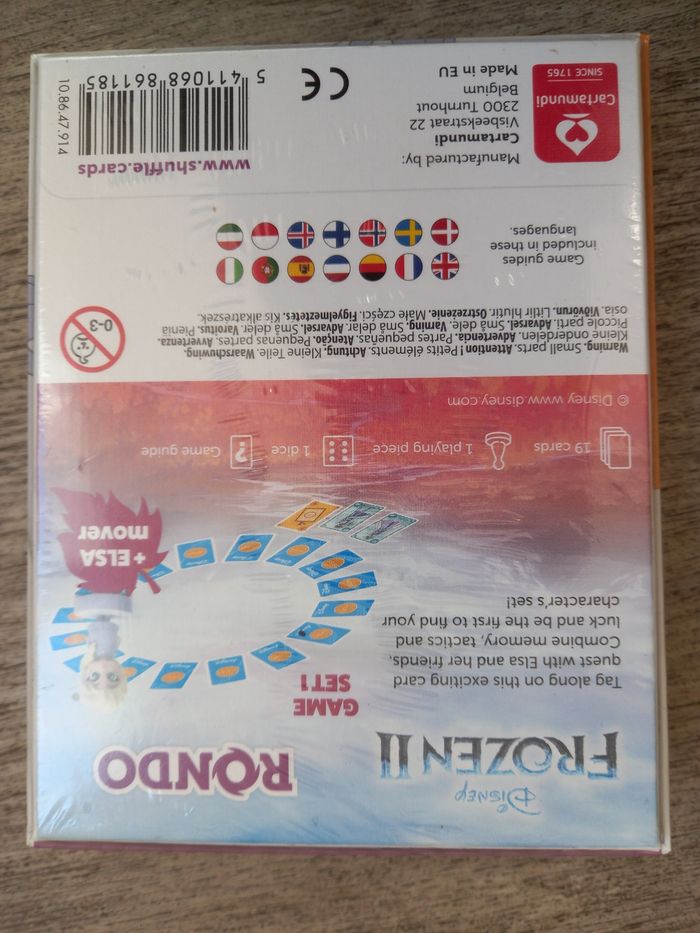 Disney
FROZEN II
RONDO
GAME
SET 1
Tag along on this exciting card
quest with Elsa and her friends.
Combine memory, tactics and
luck and be the first to find your
character's set!
+ ELSA
mover
19 cards
1 playing piece
1 dice
Game guide
© Disney www.disney.com
Warning. Small parts. Attention ! Petits éléments. Achtung. Kleine Teile. Waarschuwing.
Kleine onderdelen. Advertencia. Partes pequeñas. Atenção. Pequenas partes. Avvertenza.
Piccole parti. Advarsel. Små dele. Varning. Små delar. Advarsel. Små deler. Varoitus. Pieniä
osia. Viðvörun. Litlir hlutir. Ostrzeżenie. Małe części. Figyelmeztetes. Kis alkatrészek.
0-3
Game guides
included in these
languages.
Manufactured by:
Cartamundi
Visbeekstraat 22
2300 Turnhout
Belgium
Made in EU
Cartamundi
SINCE 1765
CE
www.shuffle.cards
5 411068 861185
10.86.47.914